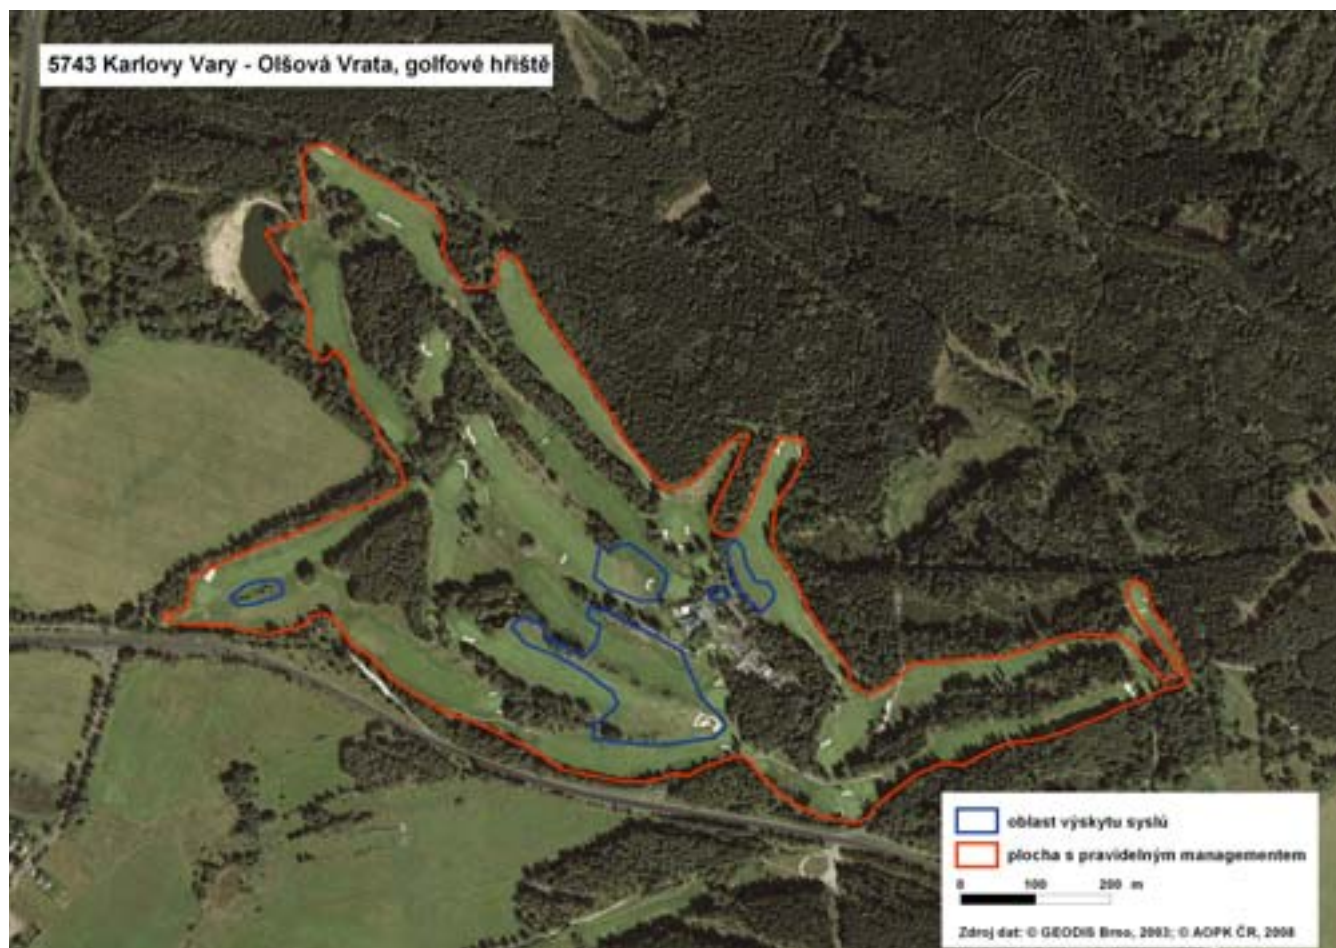 5743 Karlovy Vary - Olšová Vrata, golfové hřiště
oblast výskytu syslů
plocha s pravidelným managementem
0 100 200 m
Zdroj dat: © GEODIS Brno, 2003; © AOPK ČR, 2008